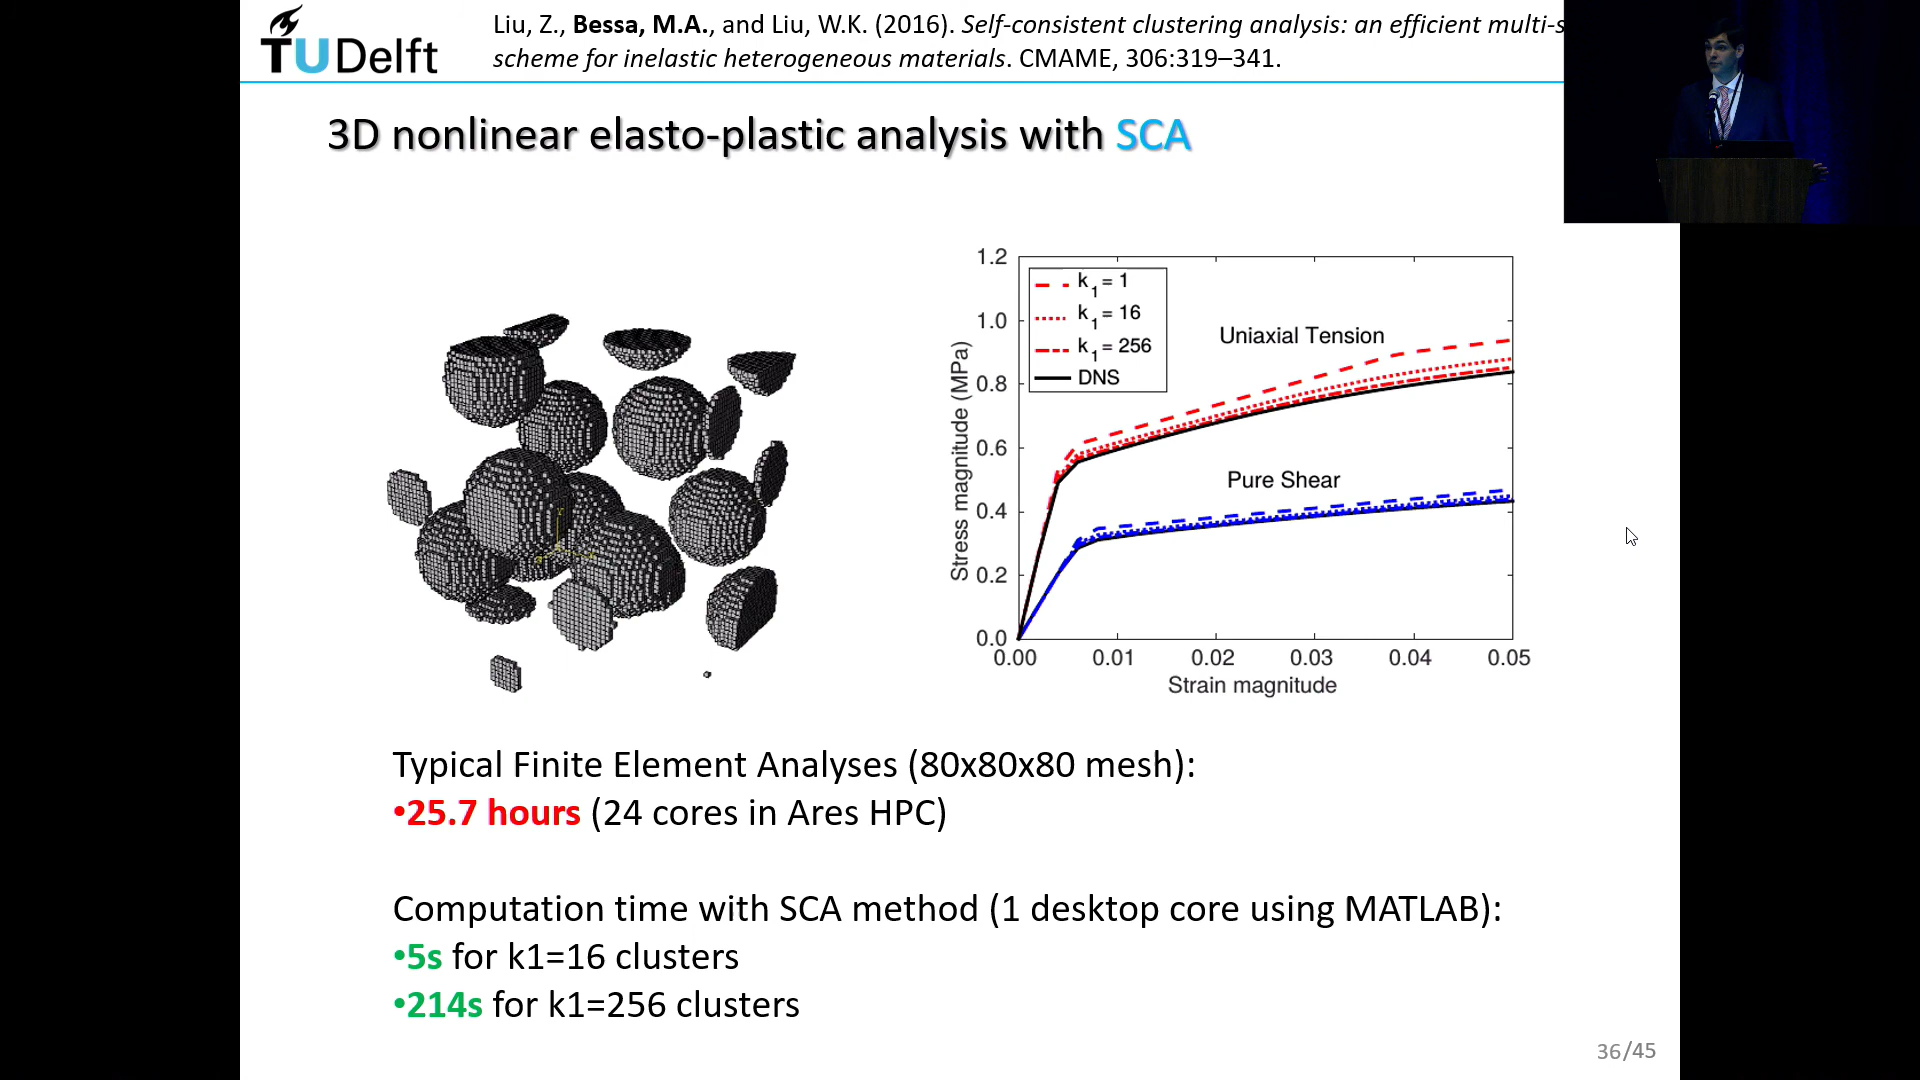 TU Delft
Liu, Z., Bessa, M.A., and Liu, W.K. (2016). Self-consistent clustering analysis: an efficient multi-s
scheme for inelastic heterogeneous materials. CMAME, 306:319–341.
3D nonlinear elasto-plastic analysis with SCA
1.2
1.0
0.8
0.6
0.4
0.2
0.0
Stress magnitude (MPa)
k1= 1
k1= 16
k1= 256
DNS
Uniaxial Tension
Pure Shear
0.00 0.01 0.02 0.03 0.04 0.05
Strain magnitude
Typical Finite Element Analyses (80x80x80 mesh):
•25.7 hours (24 cores in Ares HPC)
Computation time with SCA method (1 desktop core using MATLAB):
•5s for k1=16 clusters
•214s for k1=256 clusters
36/45